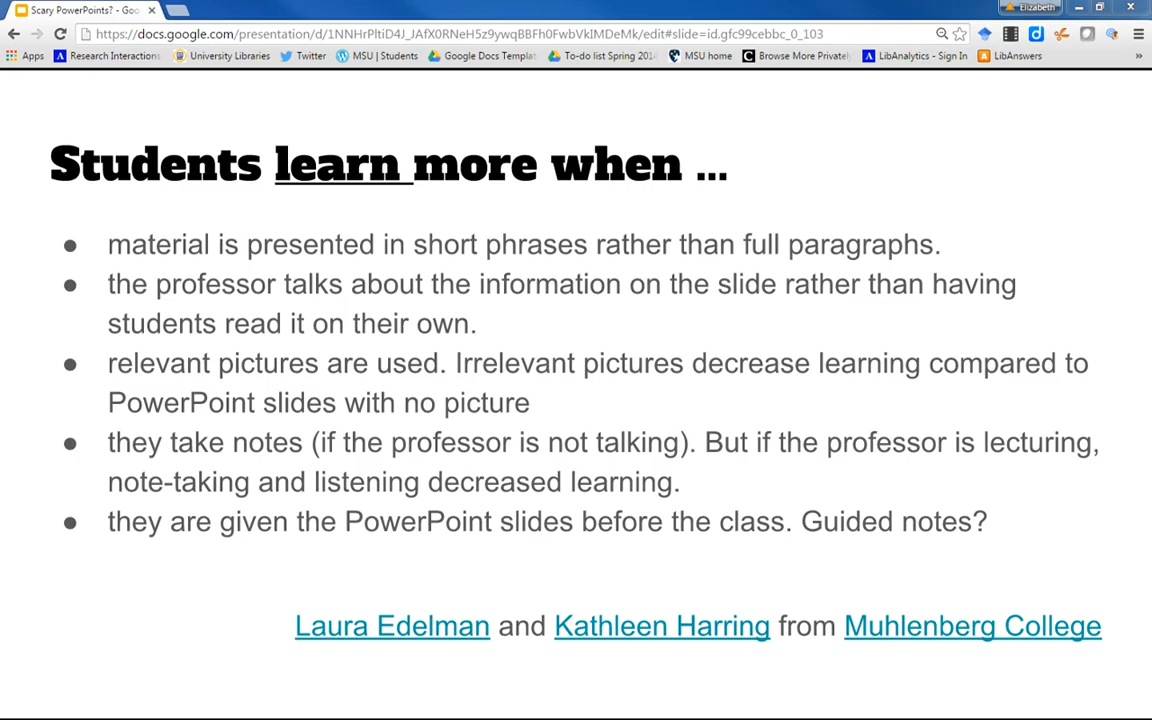 Scary PowerPoints? - Goo
Elizabeth
https://docs.google.com/presentation/d/1NNHrPltiD4J_JAfX0RNeH5z9ywqBBFh0FwbVkIMDeMk/edit#slide=id.gfc99cebbc_0_103
Apps Research Interactions University Libraries Twitter MSU | Students Google Docs Templat To-do list Spring 2014 MSU home Browse More Privately LibAnalytics - Sign In LibAnswers »
Students learn more when ...
● material is presented in short phrases rather than full paragraphs.
● the professor talks about the information on the slide rather than having
students read it on their own.
● relevant pictures are used. Irrelevant pictures decrease learning compared to
PowerPoint slides with no picture
● they take notes (if the professor is not talking). But if the professor is lecturing,
note-taking and listening decreased learning.
● they are given the PowerPoint slides before the class. Guided notes?
Laura Edelman and Kathleen Harring from Muhlenberg College